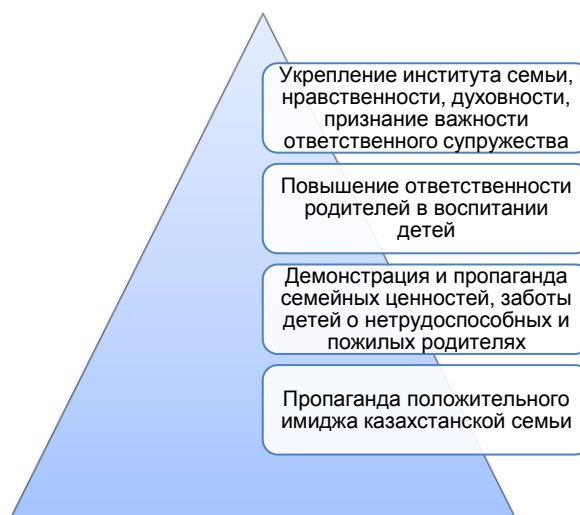 Укрепление института семьи,
нравственности, духовности,
признание важности
ответственного супружества
Повышение ответственности
родителей в воспитании
детей
Демонстрация и пропаганда
семейных ценностей, заботы
детей о нетрудоспособных и
пожилых родителях
Пропаганда положительного
имиджа казахстанской семьи